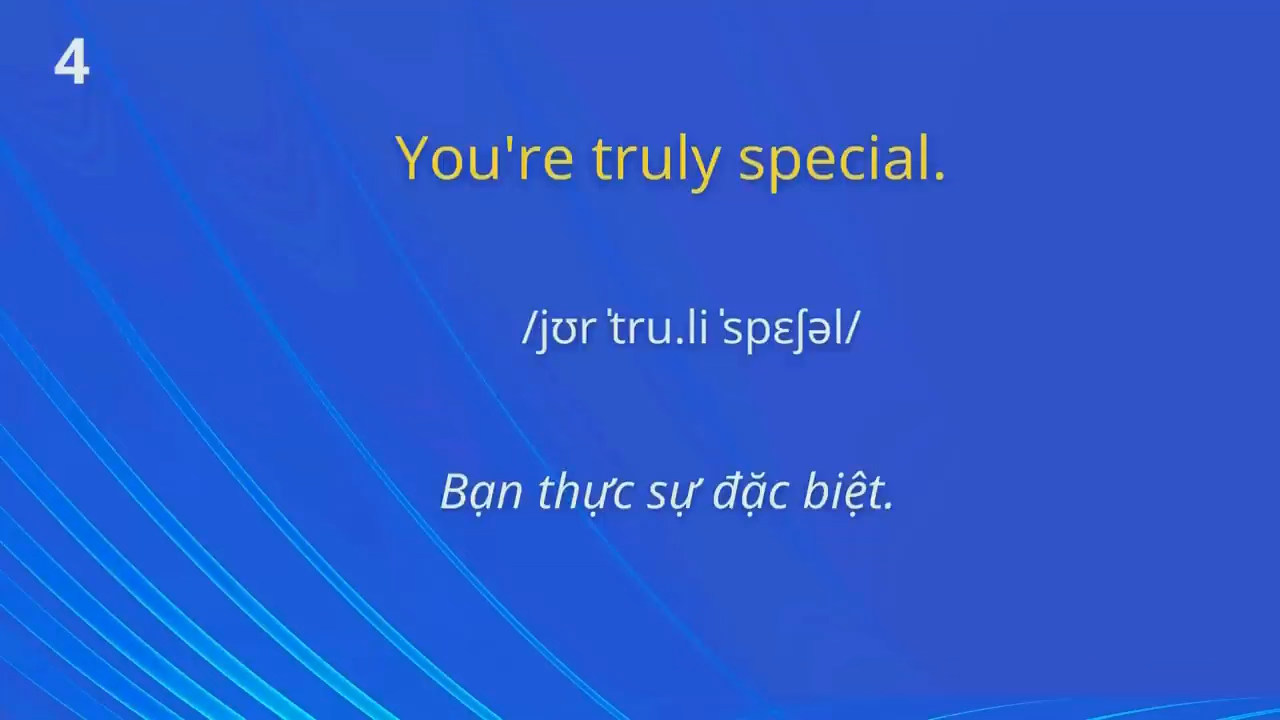 4
You're truly special.
/jʊr ˈtru.li ˈspɛʃəl/
Bạn thực sự đặc biệt.